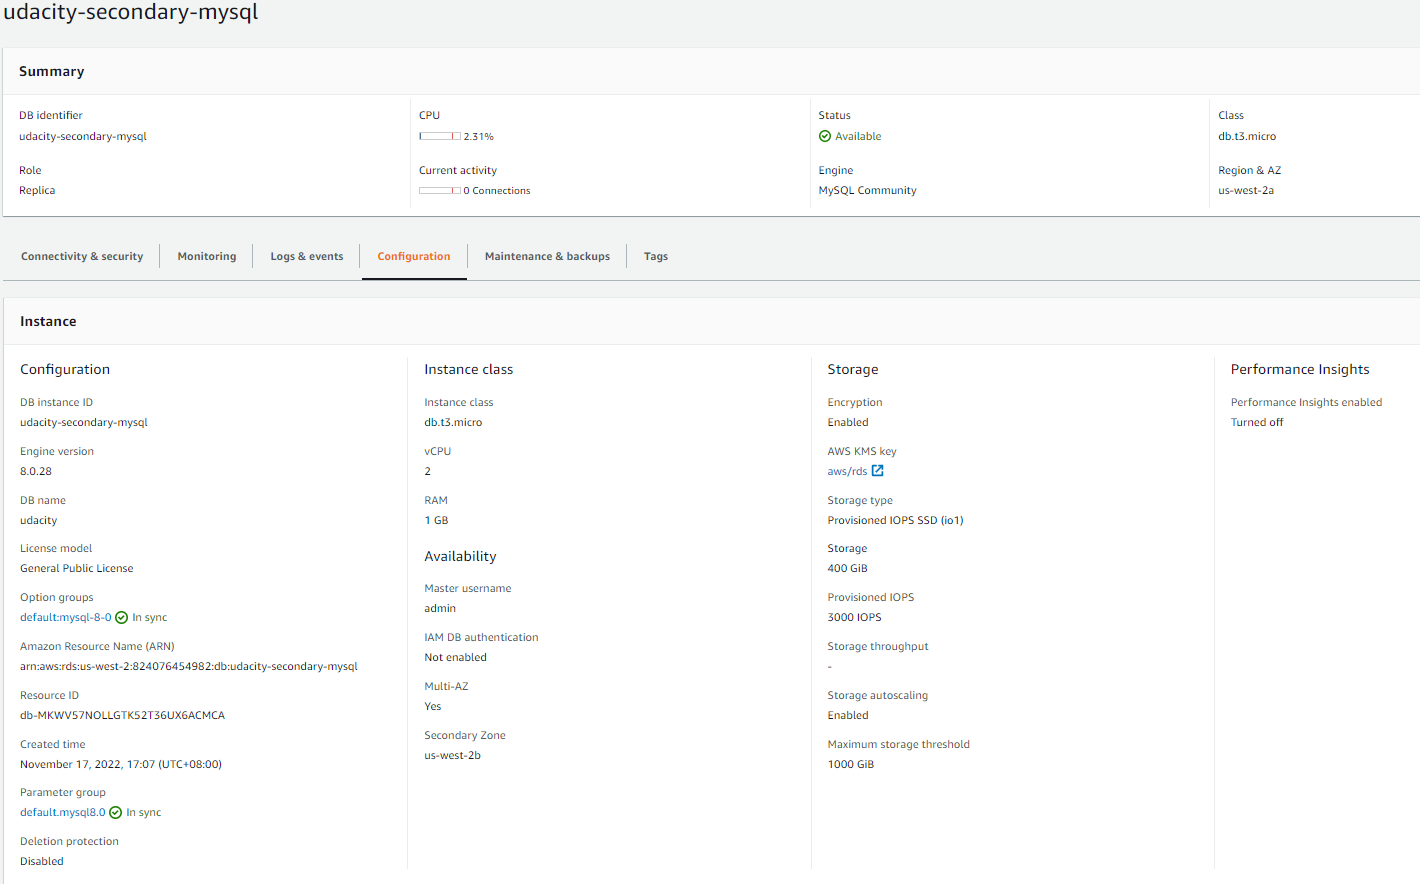 udacity-secondary-mysql
Summary
DB identifier
udacity-secondary-mysql
CPU
2.31%
Status
Available
Class
db.t3.micro
Role
Replica
Current activity
0 Connections
Engine
MySQL Community
Region & AZ
us-west-2a
Connectivity & security
Monitoring
Logs & events
Configuration
Maintenance & backups
Tags
Instance
Configuration
DB instance ID
udacity-secondary-mysql
Engine version
8.0.28
DB name
udacity
License model
General Public License
Option groups
default:mysql-8-0 In sync
Amazon Resource Name (ARN)
arn:aws:rds:us-west-2:824076454982:db:udacity-secondary-mysql
Resource ID
db-MKWV57NOLLGTK52T36UX6ACMCA
Created time
November 17, 2022, 17:07 (UTC+08:00)
Parameter group
default.mysql8.0 In sync
Deletion protection
Disabled
Instance class
Instance class
db.t3.micro
vCPU
2
RAM
1 GB
Availability
Master username
admin
IAM DB authentication
Not enabled
Multi-AZ
Yes
Secondary Zone
us-west-2b
Storage
Encryption
Enabled
AWS KMS key
aws/rds
Storage type
Provisioned IOPS SSD (io1)
Storage
400 GiB
Provisioned IOPS
3000 IOPS
Storage throughput
-
Storage autoscaling
Enabled
Maximum storage threshold
1000 GiB
Performance Insights
Performance Insights enabled
Turned off